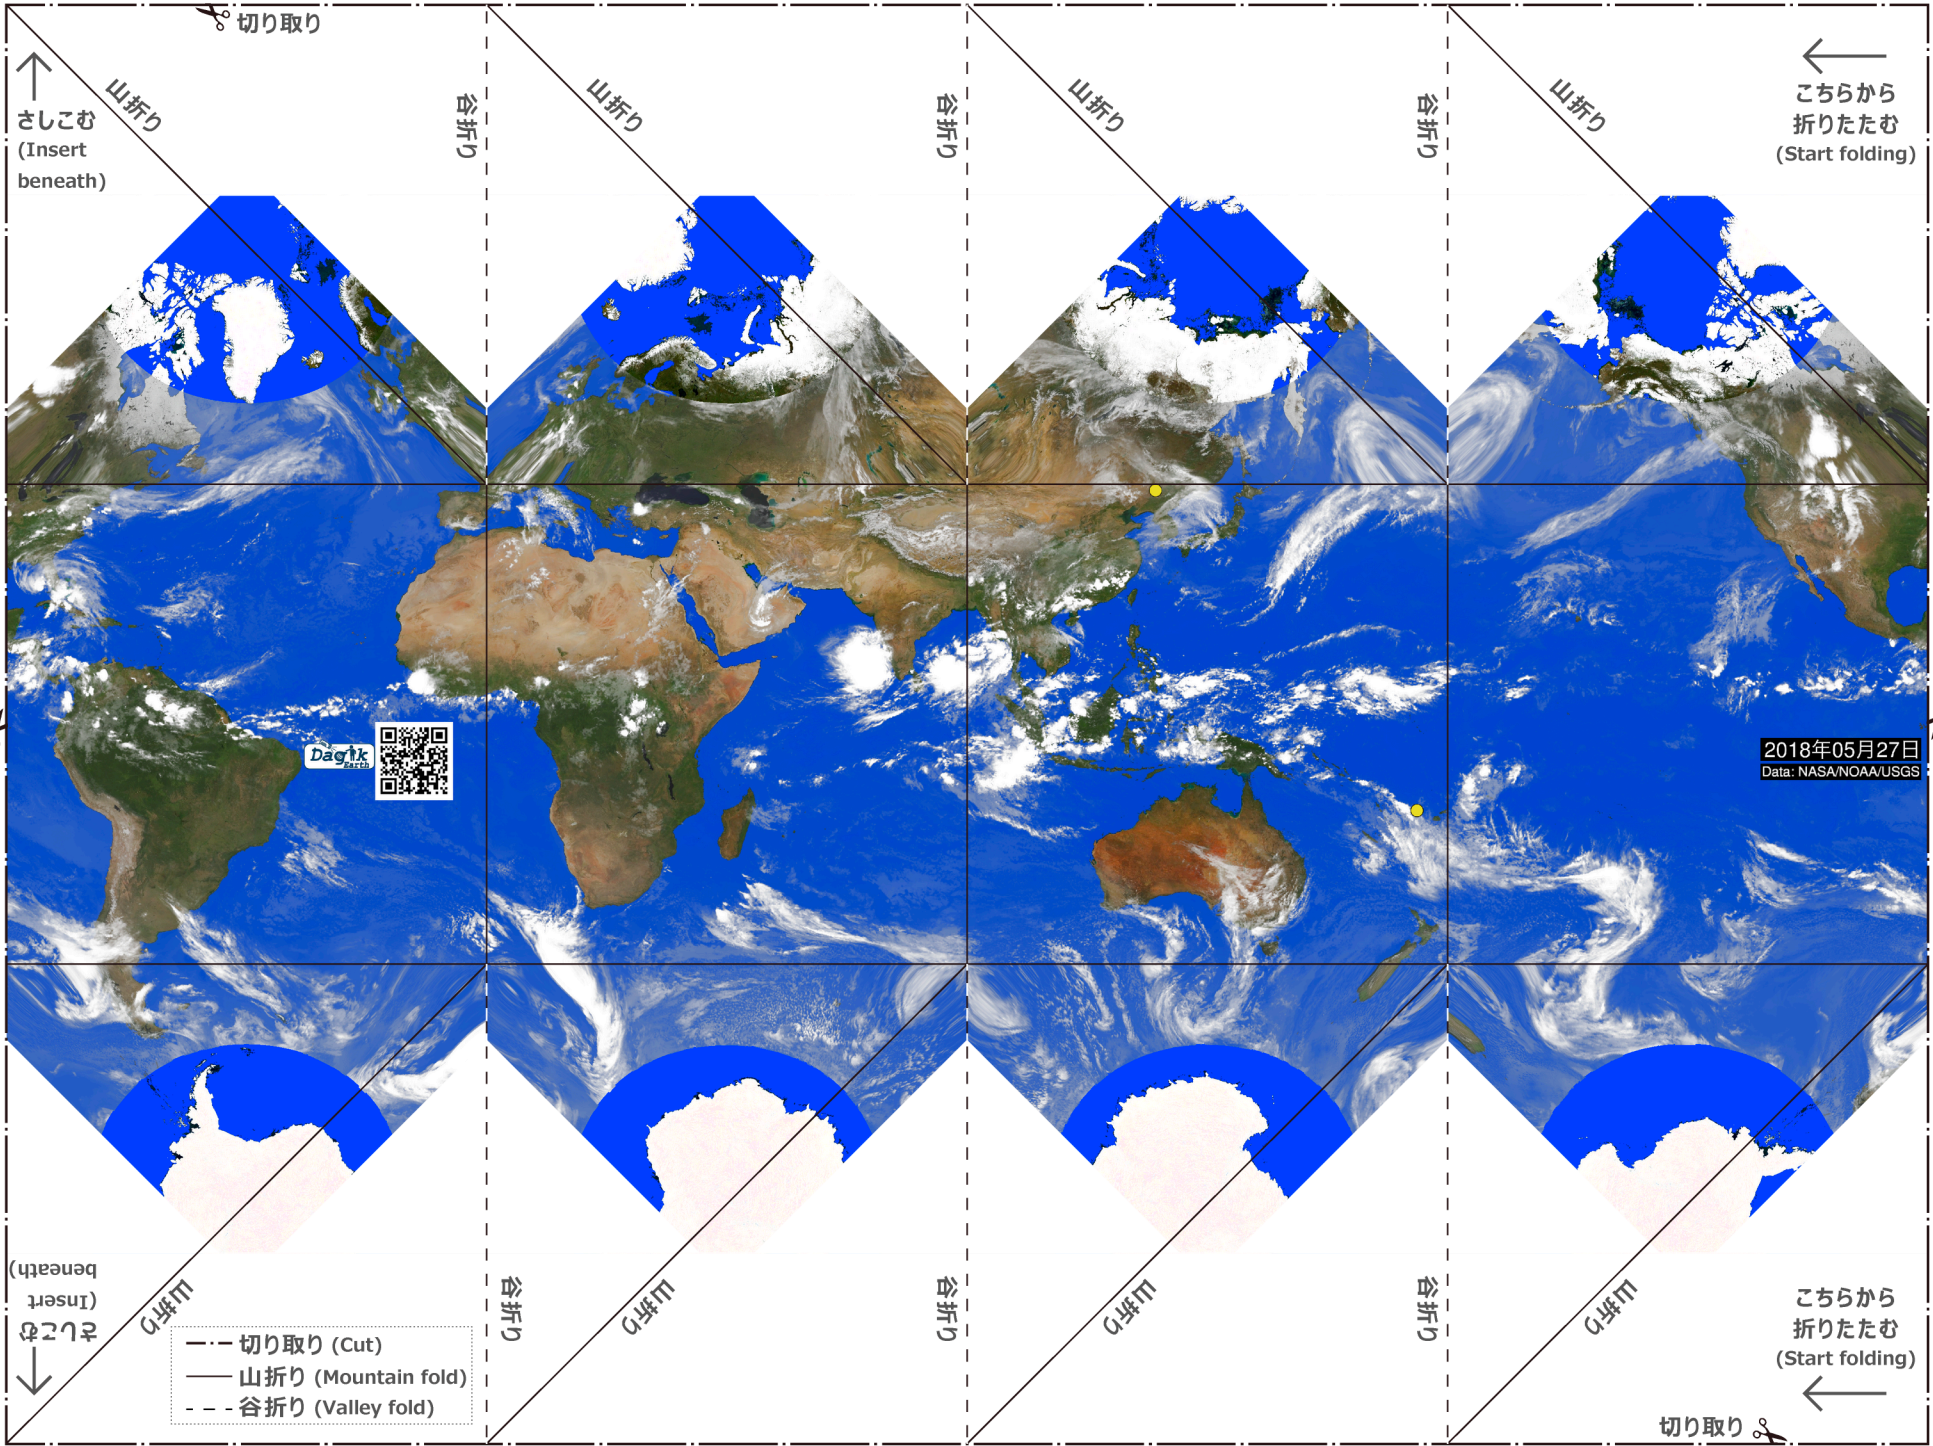 切り取り
山折り
谷折り
山折り
谷折り
山折り
谷折り
山折り
さしこむ
(Insert
beneath)
こちらから
折りたたむ
(Start folding)
Dagik
Earth
2018年05月27日
Data: NASA/NOAA/USGS
さしこむ
(Insert
beneath)
山折り
谷折り
山折り
谷折り
山折り
谷折り
山折り
こちらから
折りたたむ
(Start folding)
切り取り (Cut)
山折り (Mountain fold)
谷折り (Valley fold)
切り取り